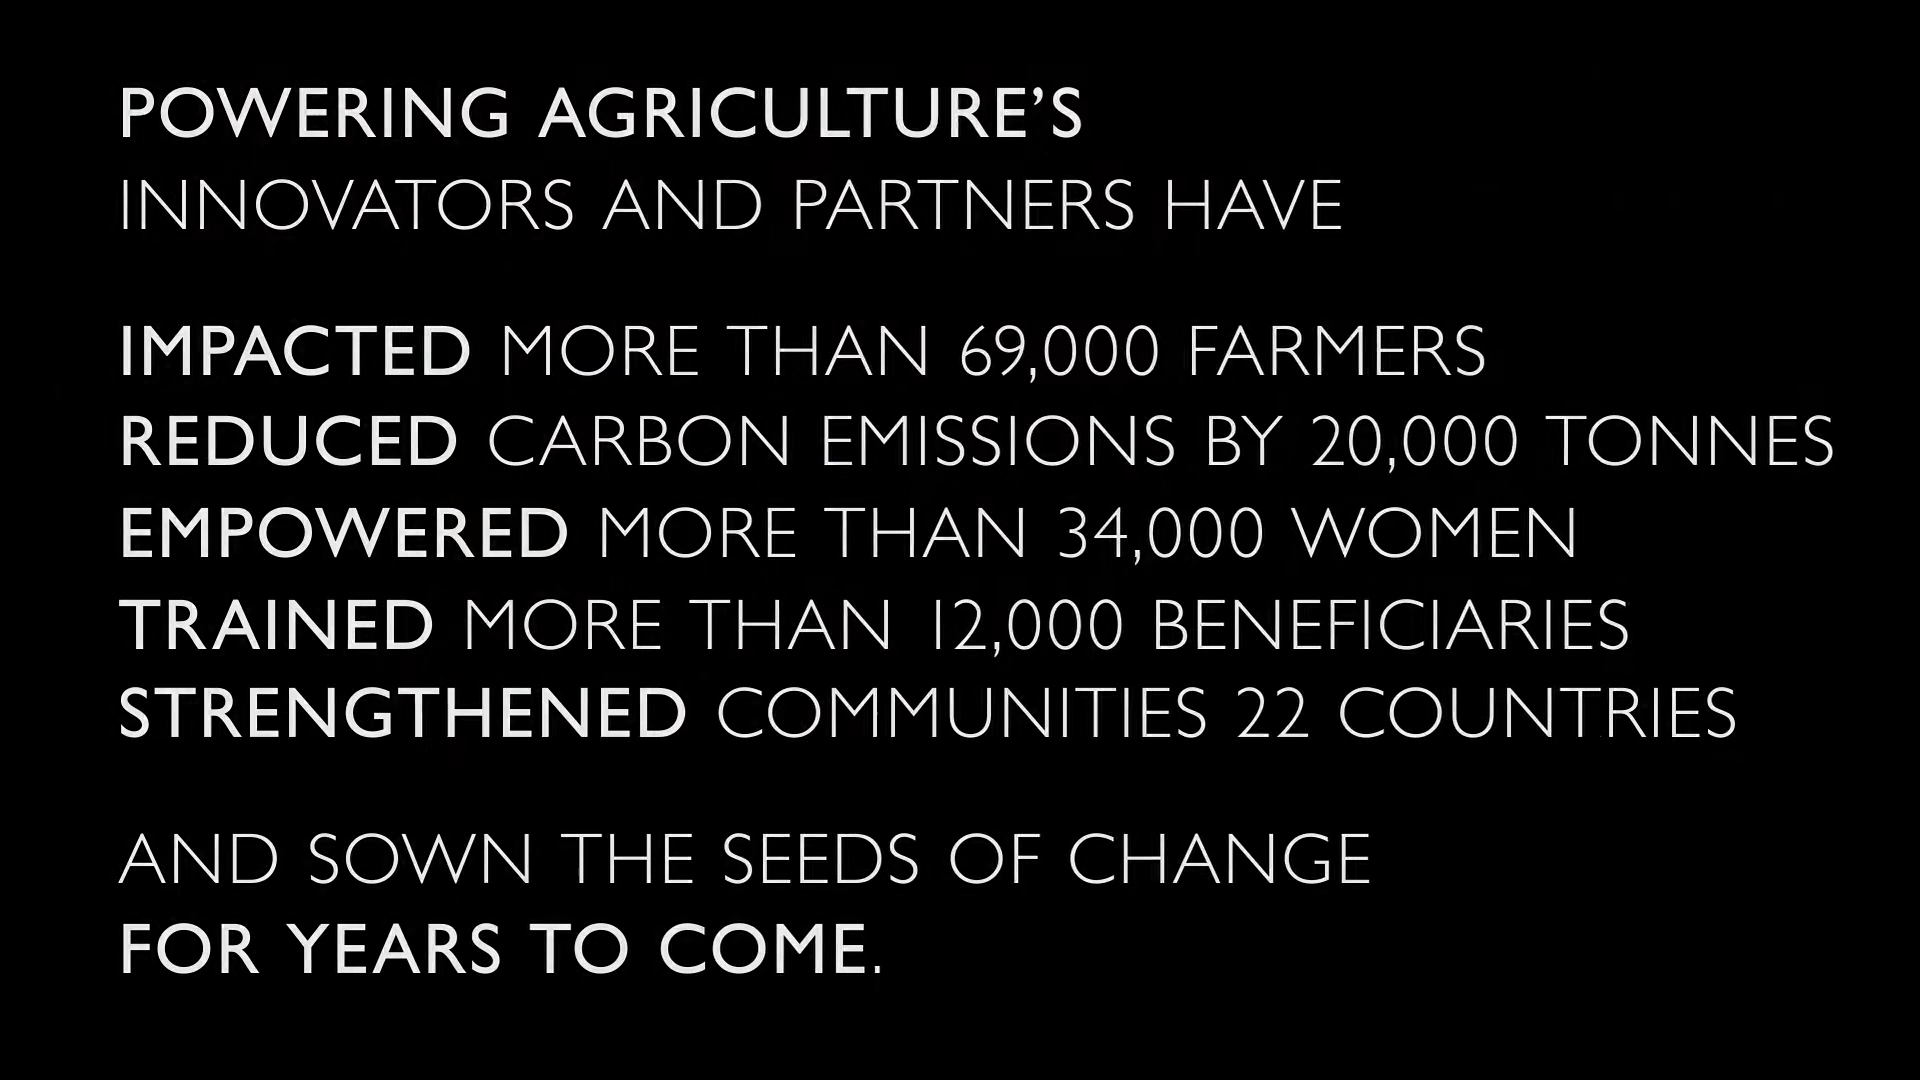 POWERING AGRICULTURE’S
INNOVATORS AND PARTNERS HAVE
IMPACTED MORE THAN 69,000 FARMERS
REDUCED CARBON EMISSIONS BY 20,000 TONNES
EMPOWERED MORE THAN 34,000 WOMEN
TRAINED MORE THAN 12,000 BENEFICIARIES
STRENGTHENED COMMUNITIES 22 COUNTRIES
AND SOWN THE SEEDS OF CHANGE
FOR YEARS TO COME.